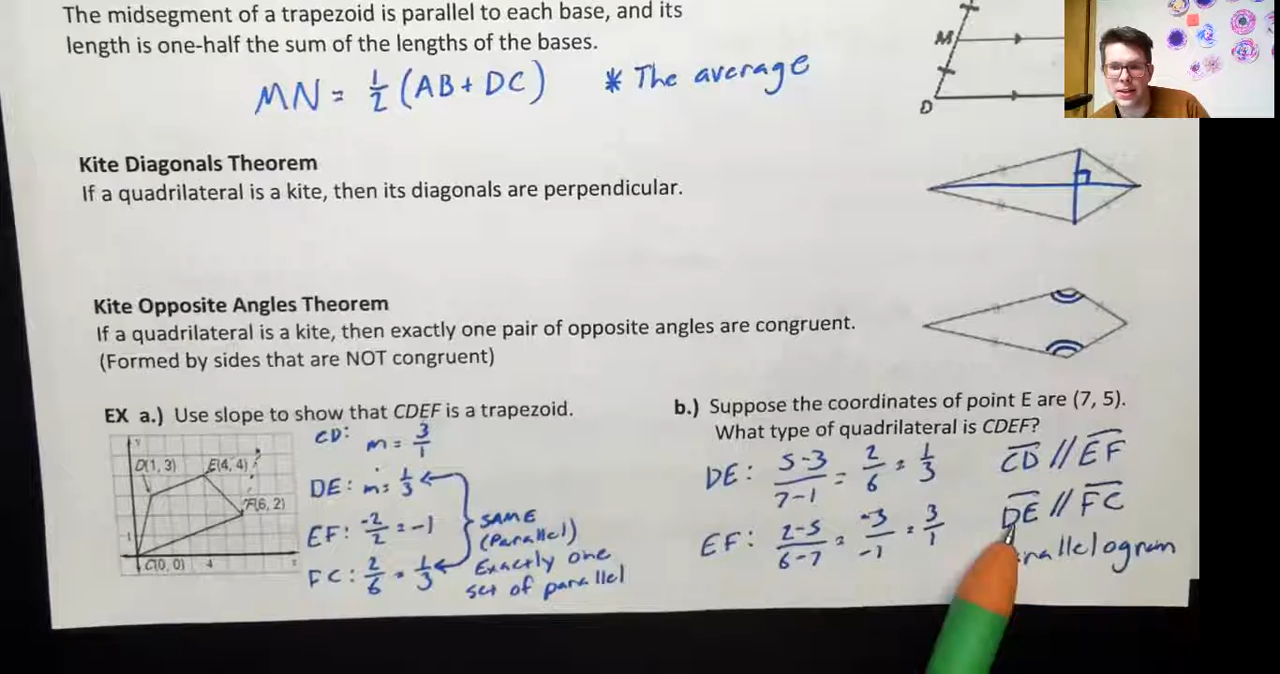 The midsegment of a trapezoid is parallel to each base, and its
length is one-half the sum of the lengths of the bases.
MN = 1/2 (AB + DC) * The average
M
D
Kite Diagonals Theorem
If a quadrilateral is a kite, then its diagonals are perpendicular.
Kite Opposite Angles Theorem
If a quadrilateral is a kite, then exactly one pair of opposite angles are congruent.
(Formed by sides that are NOT congruent)
EX a.) Use slope to show that CDEF is a trapezoid.
y
D(1, 3)
E(4, 4)
F(6, 2)
C(0, 0)
4
1
CD: m = 3/1
DE: m = 1/3
EF: -2/2 = -1
FC: 2/6 = 1/3
SAME
(Parallel)
Exactly one
set of parallel
b.) Suppose the coordinates of point E are (7, 5).
What type of quadrilateral is CDEF?
DE: 5-3/7-1 = 2/6 = 1/3
EF: 2-5/6-7 = -3/-1 = 3/1
CD // EF
DE // FC
rallelogram